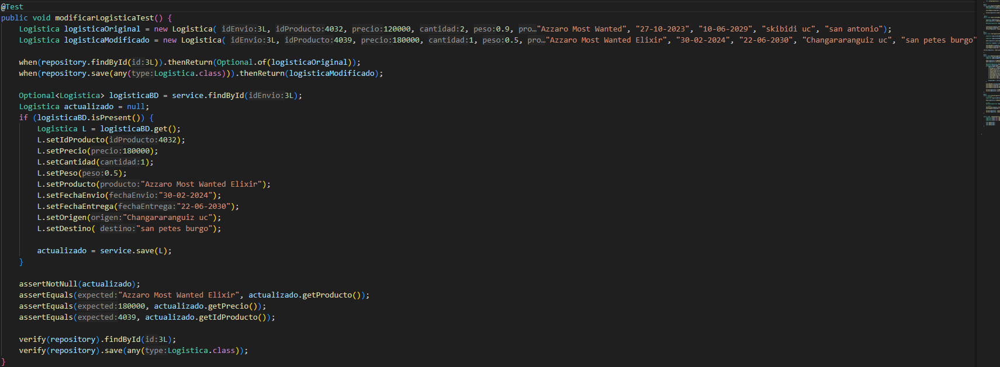 @Test
public void modificarLogisticaTest() {
Logistica logisticaOriginal = new Logistica( idEnvio:3L, idProducto:4032, precio:120000, cantidad:2, peso:0.9, pro…"Azzaro Most Wanted", "27-10-2023", "10-06-2029", "skibidi uc", "san antonio");
Logistica logisticaModificado = new Logistica( idEnvio:3L, idProducto:4039, precio:180000, cantidad:1, peso:0.5, pro…"Azzaro Most Wanted Elixir", "30-02-2024", "22-06-2030", "Changararanguiz uc", "san petes burgo"
when(repository.findById(id:3L)).thenReturn(Optional.of(logisticaOriginal));
when(repository.save(any(type:Logistica.class))).thenReturn(logisticaModificado);
Optional<Logistica> logisticaBD = service.findById(idEnvio:3L);
Logistica actualizado = null;
if (logisticaBD.isPresent()) {
Logistica L = logisticaBD.get();
L.setIdProducto(idProducto:4032);
L.setPrecio(precio:180000);
L.setCantidad(cantidad:1);
L.setPeso(peso:0.5);
L.setProducto(producto:"Azzaro Most Wanted Elixir");
L.setFechaEnvio(fechaEnvio:"30-02-2024");
L.setFechaEntrega(fechaEntrega:"22-06-2030");
L.setOrigen(origen:"Changararanguiz uc");
L.setDestino( destino:"san petes burgo");
actualizado = service.save(L);
}
assertNotNull(actualizado);
assertEquals(expected:"Azzaro Most Wanted Elixir", actualizado.getProducto());
assertEquals(expected:180000, actualizado.getPrecio());
assertEquals(expected:4039, actualizado.getIdProducto());
verify(repository).findById(id:3L);
verify(repository).save(any(type:Logistica.class));
}